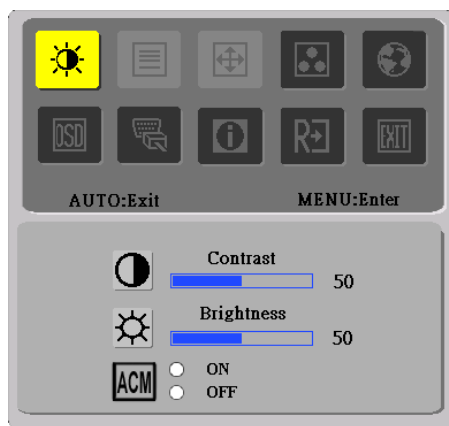 OSD
i
R
EXIT
AUTO:Exit MENU:Enter
Contrast
50
Brightness
50
ACM
ON
OFF